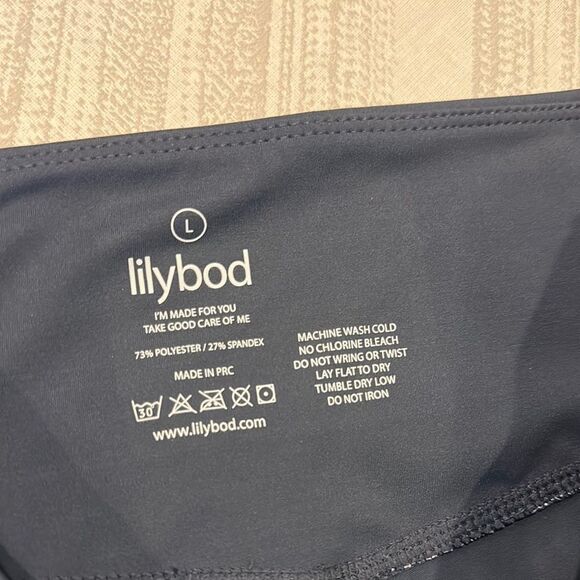 L
lilybod
I'M MADE FOR YOU
TAKE GOOD CARE OF ME
73% POLYESTER / 27% SPANDEX
MADE IN PRC
30
www.lilybod.com
MACHINE WASH COLD
NO CHLORINE BLEACH
DO NOT WRING OR TWIST
LAY FLAT TO DRY
TUMBLE DRY LOW
DO NOT IRON